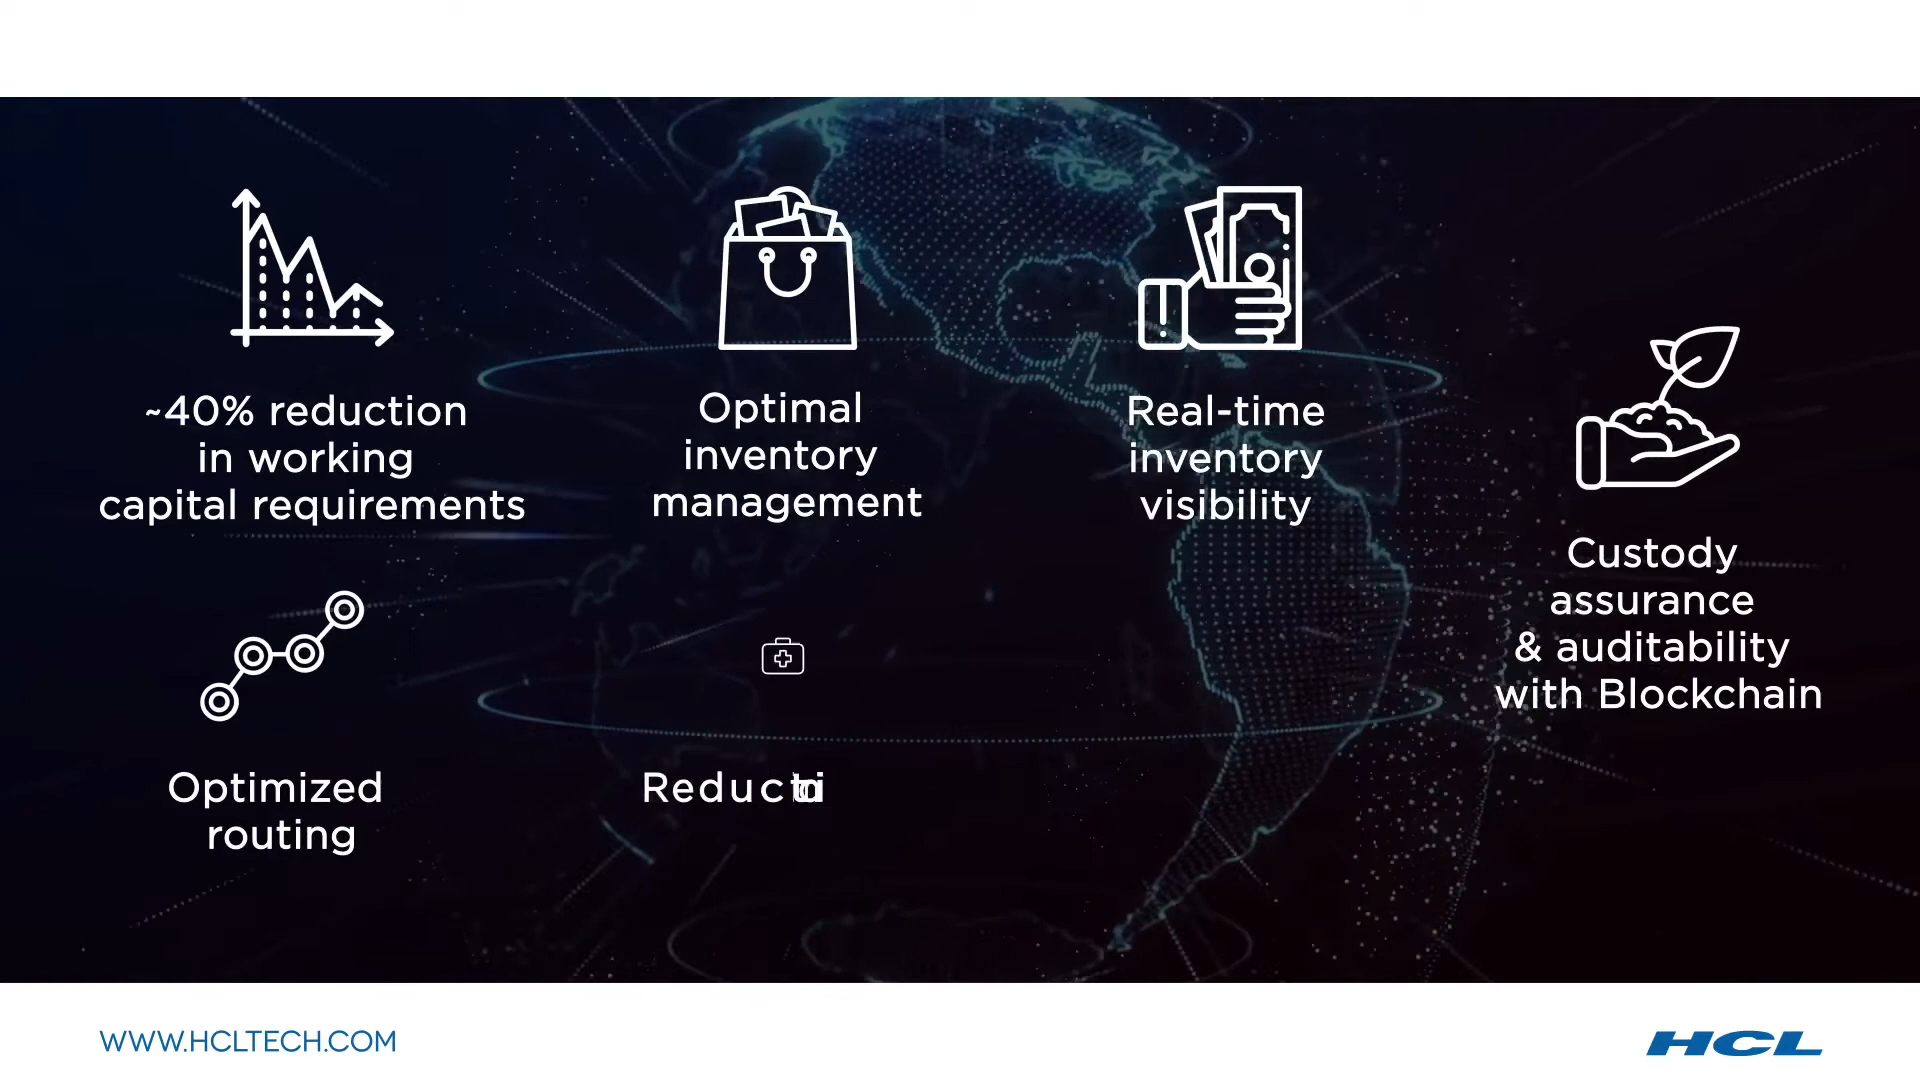 ~40% reduction
in working
capital requirements
Optimal
inventory
management
Real-time
inventory
visibility
Custody
assurance
& auditability
with Blockchain
Optimized
routing
WWW.HCLTECH.COM
HCL